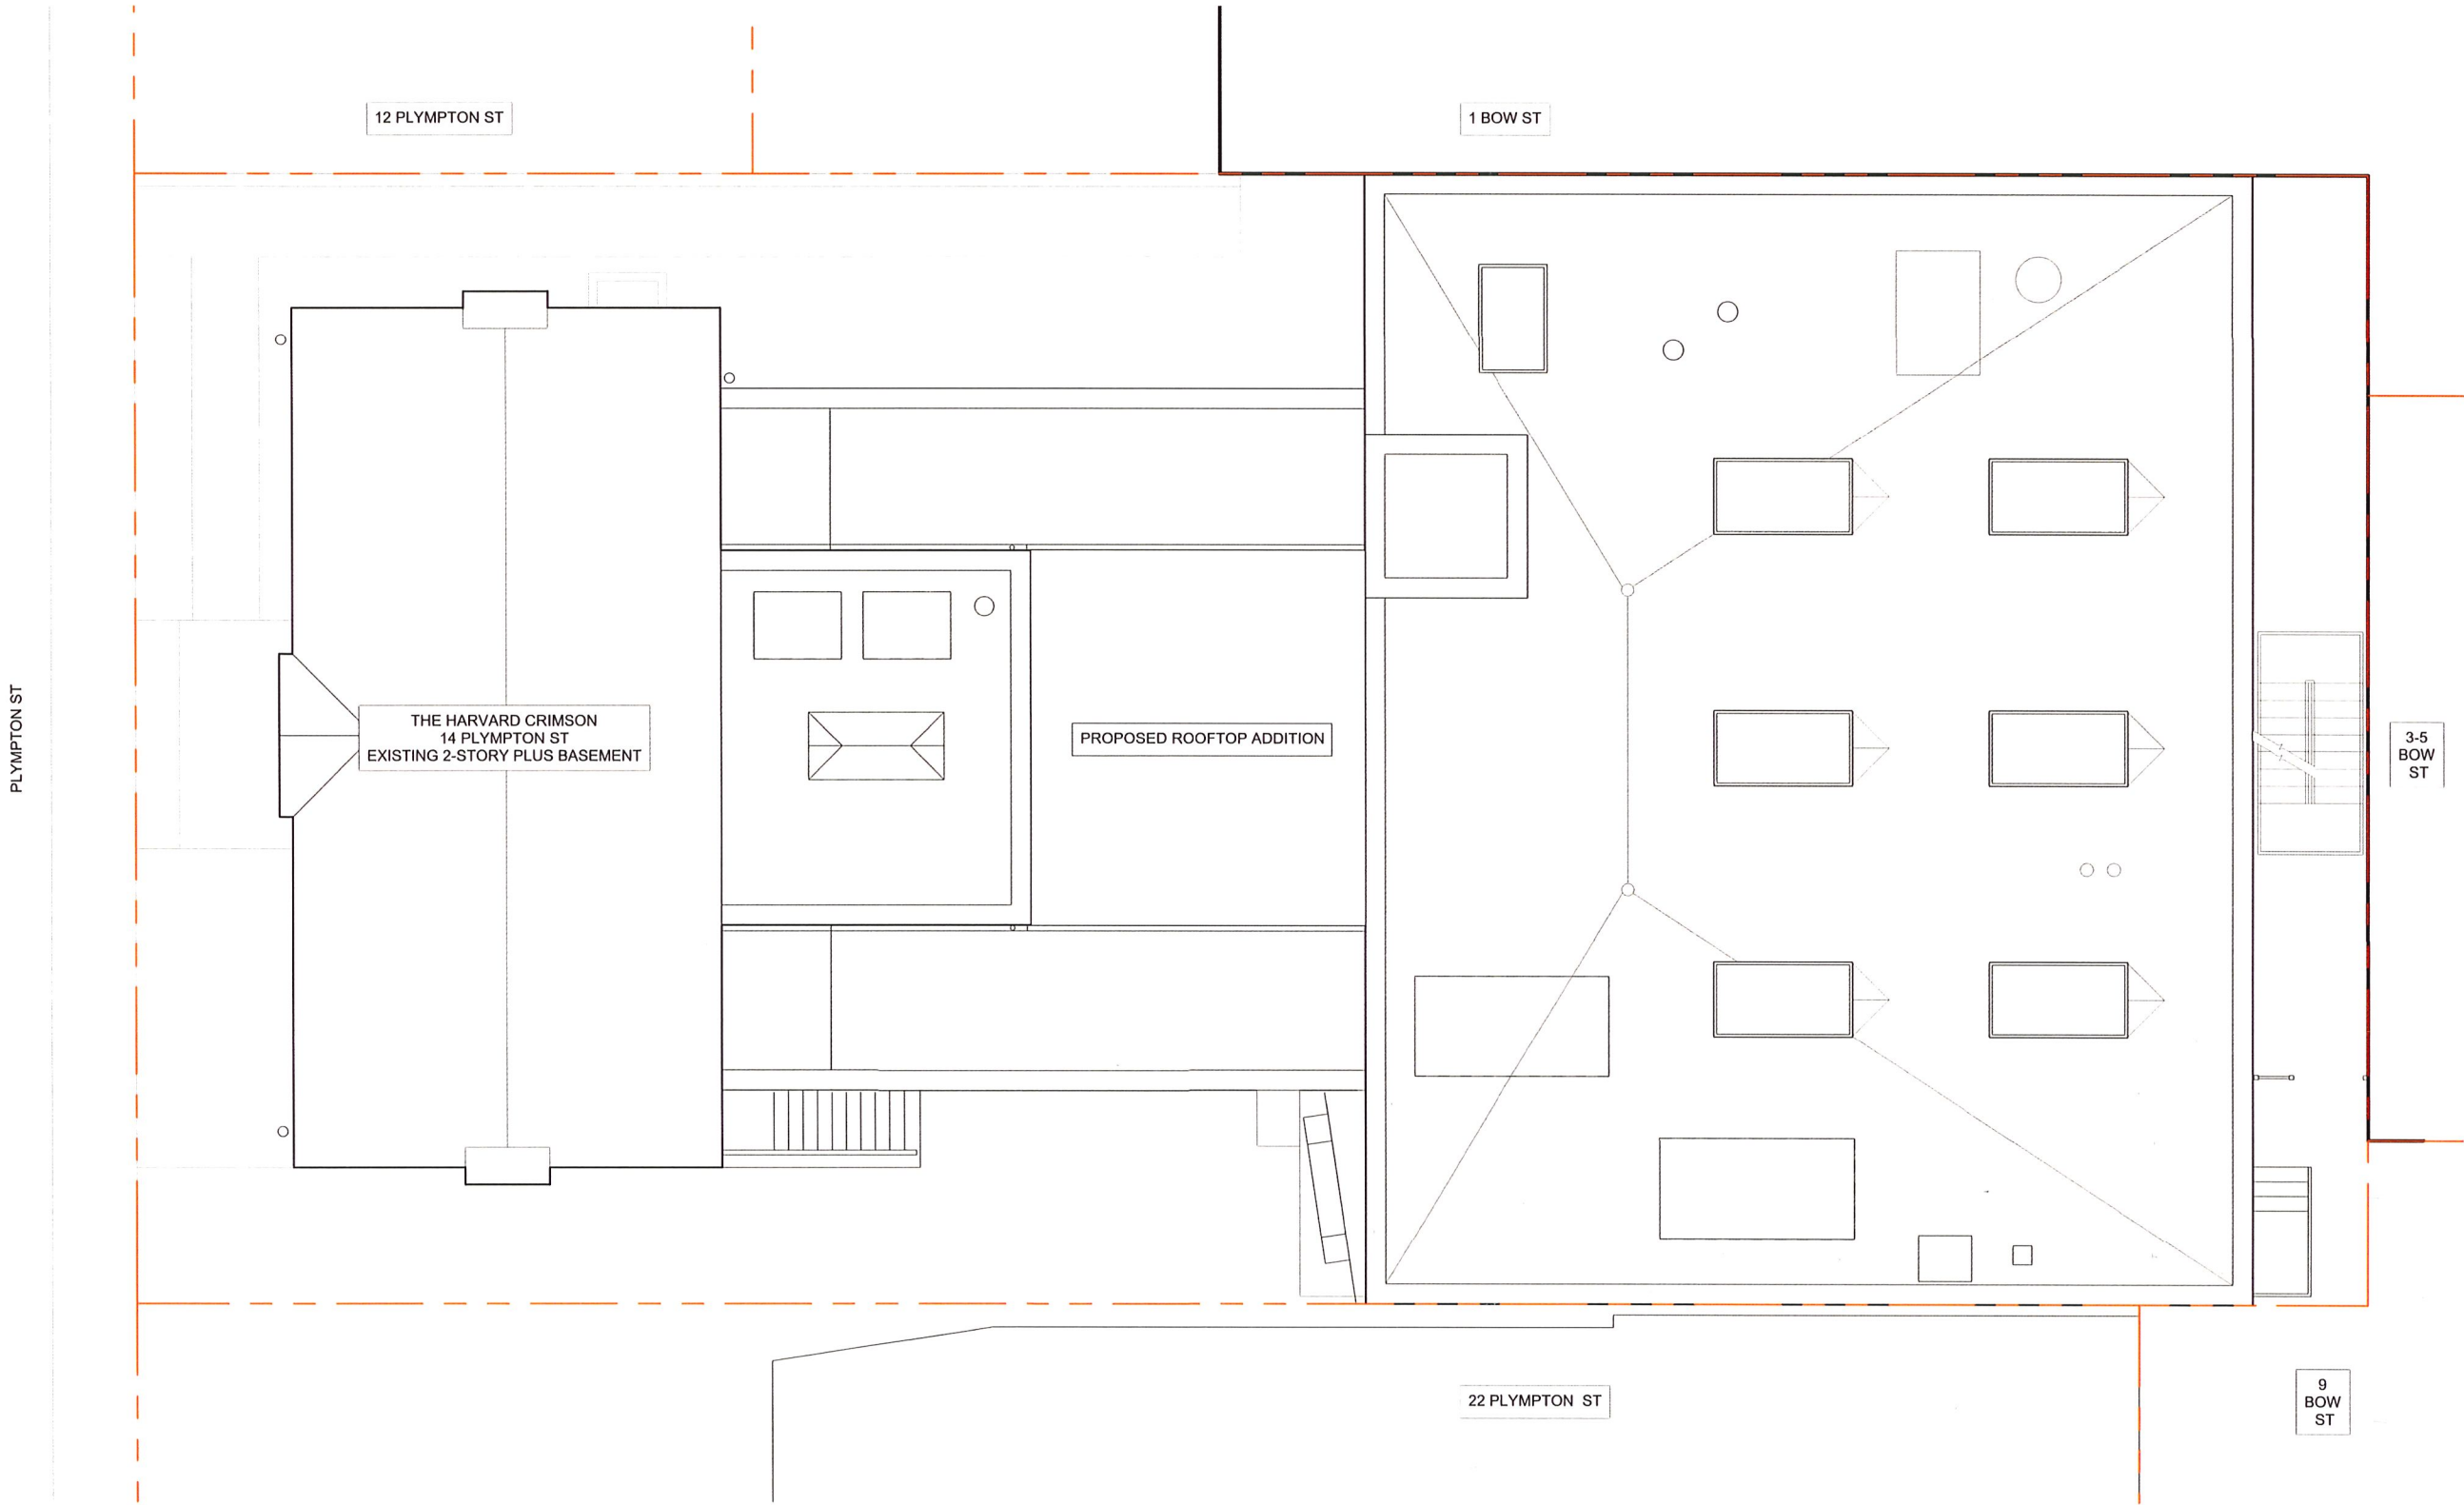 12 PLYMPTON ST
1 BOW ST
PLYMPTON ST
THE HARVARD CRIMSON
14 PLYMPTON ST
EXISTING 2-STORY PLUS BASEMENT
PROPOSED ROOFTOP ADDITION
3-5
BOW
ST
22 PLYMPTON ST
9
BOW
ST